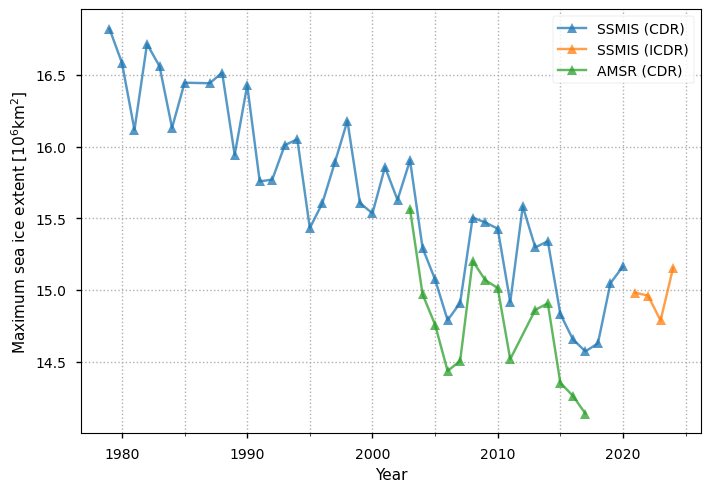 SSMIS (CDR)
SSMIS (ICDR)
AMSR (CDR)
Maximum sea ice extent [10⁶km²]
16.5
16.0
15.5
15.0
14.5
1980 1990 2000 2010 2020
Year